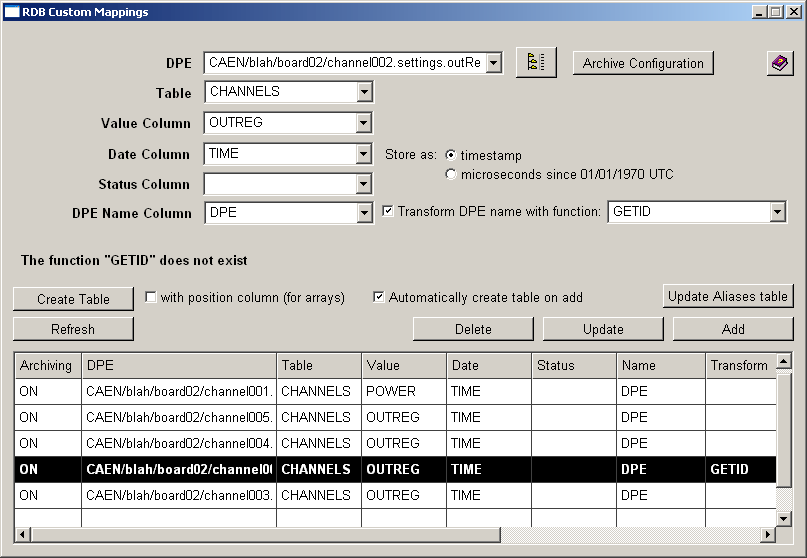 RDB Custom Mappings
DPE CAEN/blah/board02/channel002.settings.outRe Archive Configuration
Table CHANNELS
Value Column OUTREG
Date Column TIME Store as: timestamp
microseconds since 01/01/1970 UTC
Status Column
DPE Name Column DPE Transform DPE name with function: GETID
The function "GETID" does not exist
Create Table with position column (for arrays) Automatically create table on add Update Aliases table
Refresh Delete Update Add
Archiving DPE Table Value Date Status Name Transform
ON CAEN/blah/board02/channel001. CHANNELS POWER TIME DPE
ON CAEN/blah/board02/channel005. CHANNELS OUTREG TIME DPE
ON CAEN/blah/board02/channel004. CHANNELS OUTREG TIME DPE
ON CAEN/blah/board02/channel00 CHANNELS OUTREG TIME DPE GETID
ON CAEN/blah/board02/channel003. CHANNELS OUTREG TIME DPE